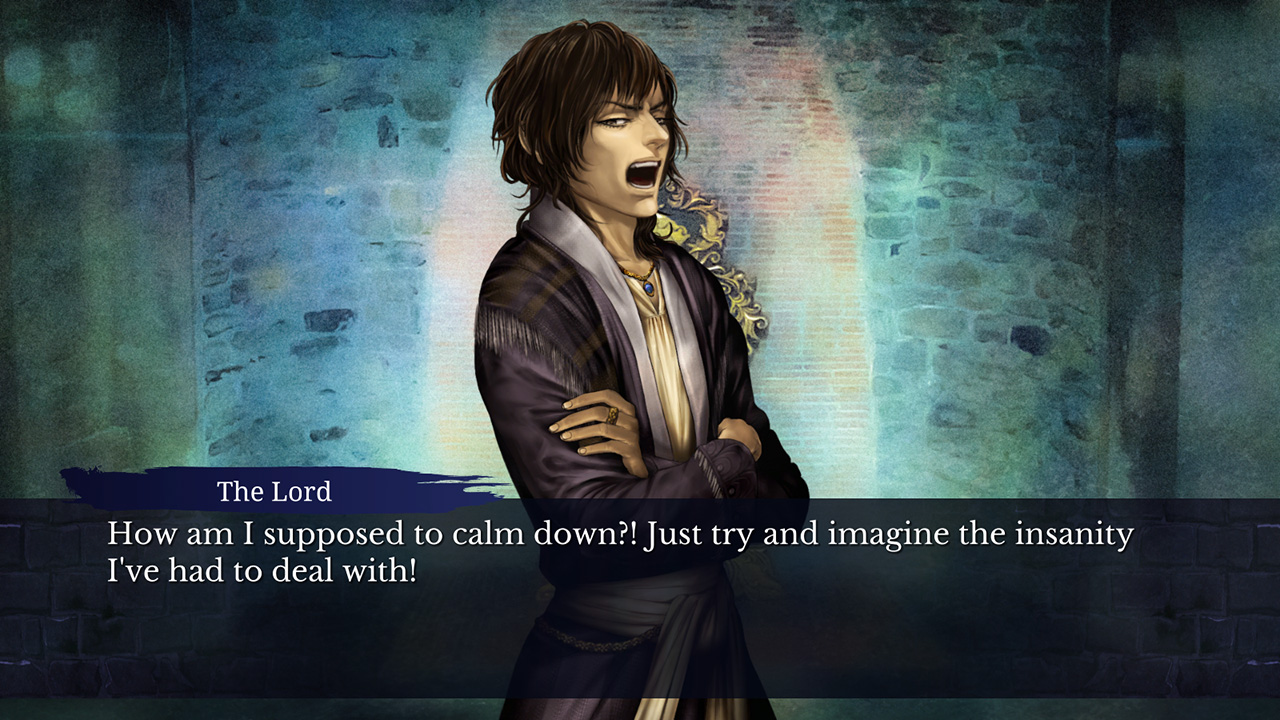 The Lord
How am I supposed to calm down?! Just try and imagine the insanity
I've had to deal with!